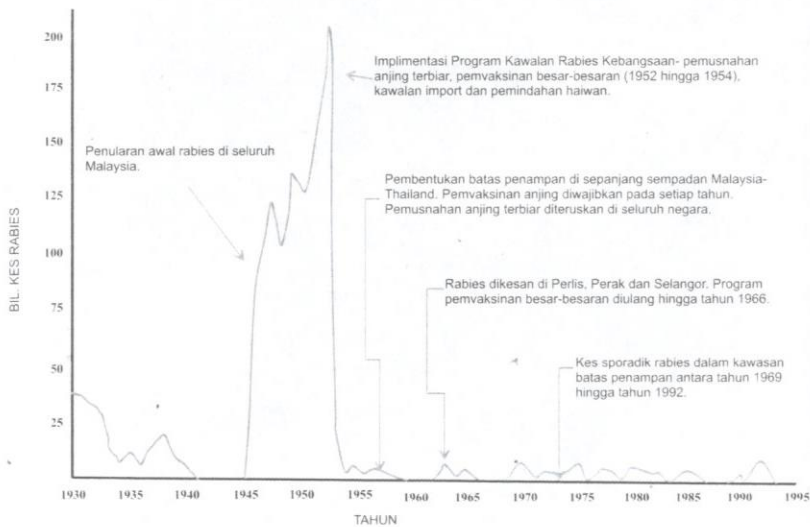 200
175
150
125
100
75
50
25
0
BIL. KES RABIES
Implimentasi Program Kawalan Rabies Kebangsaan- pemusnahan
anjing terbiar, pemvaksinan besar-besaran (1952 hingga 1954),
kawalan import dan pemindahan haiwan.
Penularan awal rabies di seluruh
Malaysia.
Pembentukan batas penampan di sepanjang sempadan Malaysia-
Thailand. Pemvaksinan anjing diwajibkan pada setiap tahun.
Pemusnahan anjing terbiar diteruskan di seluruh negara.
Rabies dikesan di Perlis, Perak dan Selangor. Program
pemvaksinan besar-besaran diulang hingga tahun 1966.
Kes sporadik rabies dalam kawasan
batas penampan antara tahun 1969
hingga tahun 1992.
1930 1935 1940 1945 1950 1955 1960 1965 1970 1975 1980 1985 1990 1995
TAHUN